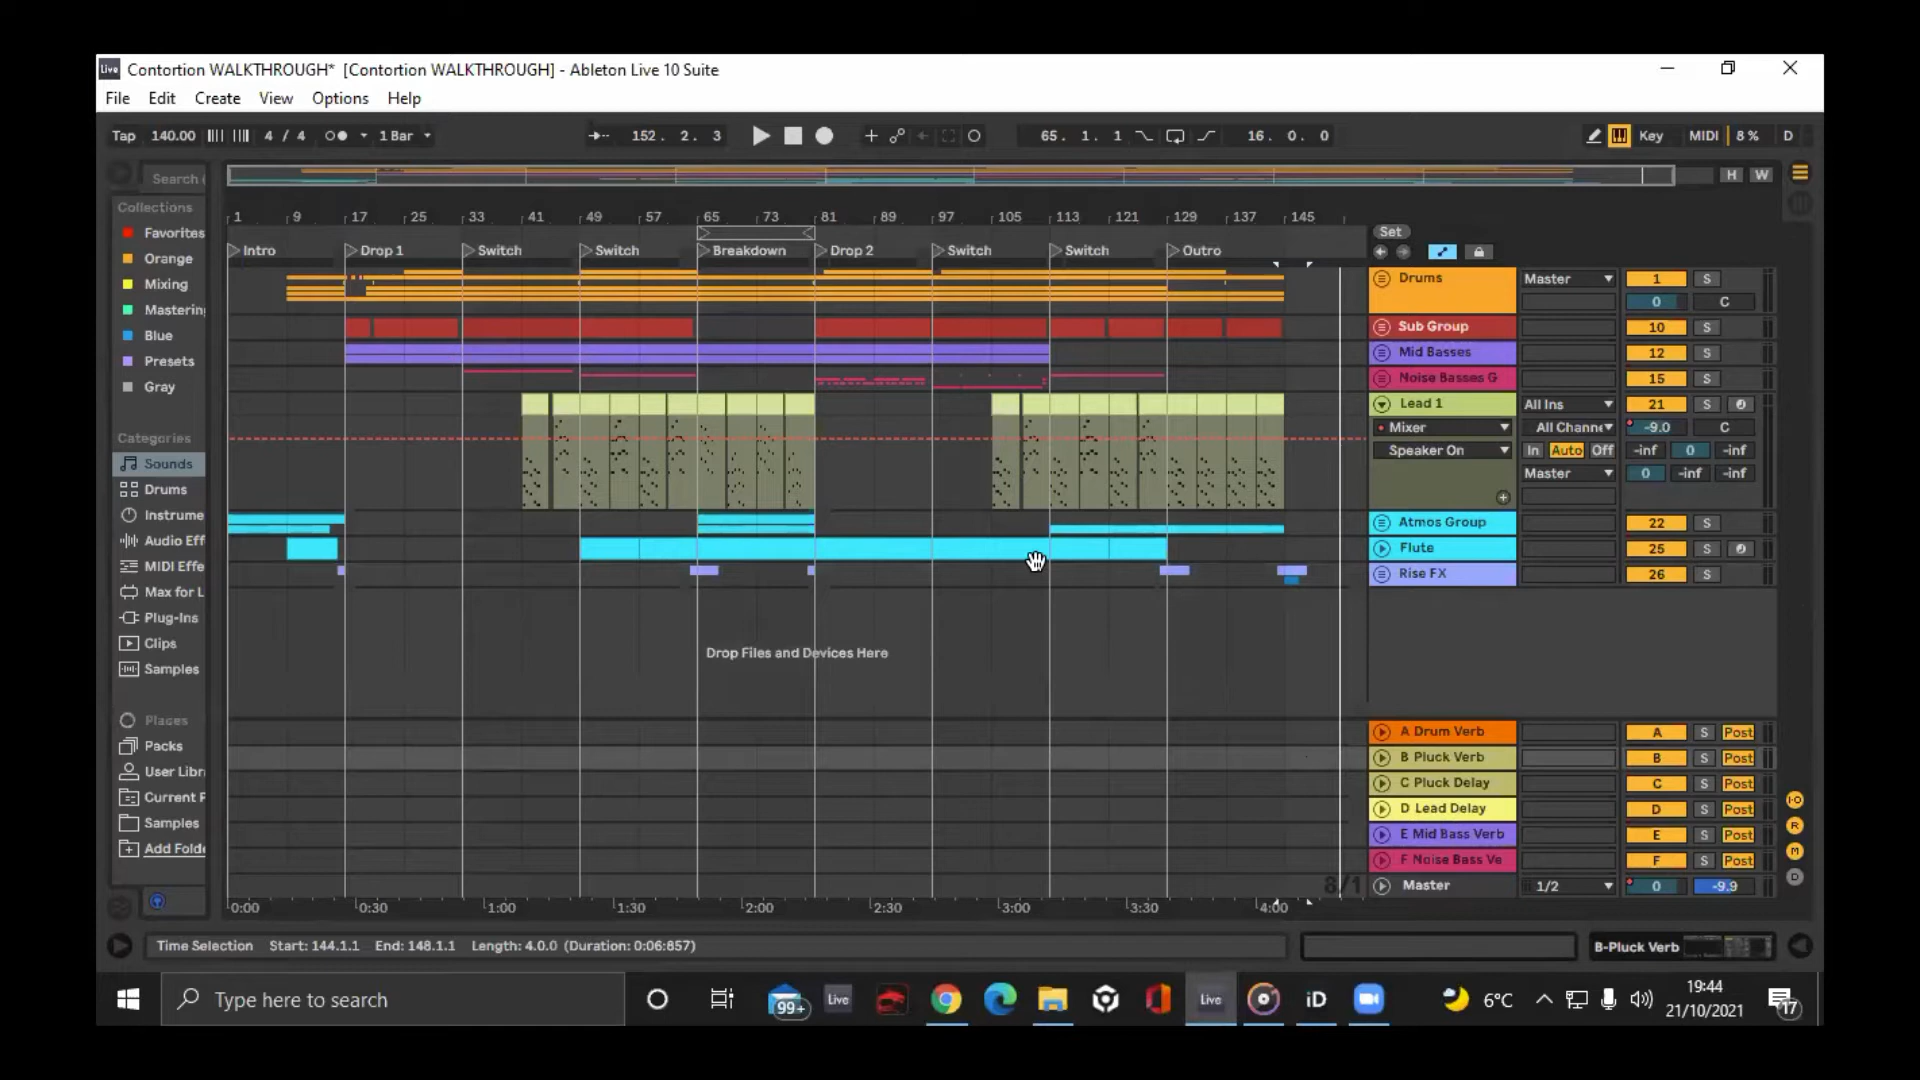 Live Contortion WALKTHROUGH* [Contortion WALKTHROUGH] - Ableton Live 10 Suite
File Edit Create View Options Help
Tap 140.00 4 / 4 1 Bar 152. 2. 3 65. 1. 1 16. 0. 0 Key MIDI 8 % D
Search ( H W
Collections
Favorites
Orange
Mixing
Mastering
Blue
Presets
Gray
Categories
Sounds
Drums
Instrume
Audio Eff
MIDI Effe
Max for L
Plug-Ins
Clips
Samples
Places
Packs
User Libr
Current F
Samples
Add Folde
1 9 17 25 33 41 49 57 65 73 81 89 97 105 113 121 129 137 145
Set
Intro Drop 1 Switch Switch Breakdown Drop 2 Switch Switch Outro
Drums Master 1 S
0 C
Sub Group 10 S
Mid Basses 12 S
Noise Basses G 15 S
Lead 1 All Ins 21 S
Mixer All Channe -9.0 C
Speaker On In Auto Off -inf 0 -inf
Master 0 -inf -inf
Atmos Group 22 S
Flute 25 S
Rise FX 26 S
Drop Files and Devices Here
A Drum Verb A S Post
B Pluck Verb B S Post
C Pluck Delay C S Post
D Lead Delay D S Post
E Mid Bass Verb E S Post
F Noise Bass Ve F S Post
8/1 Master 1/2 0 -9.9
I·O
R
M
D
0:00 0:30 1:00 1:30 2:00 2:30 3:00 3:30 4:00
Time Selection Start: 144.1.1 End: 148.1.1 Length: 4.0.0 (Duration: 0:06:857) B-Pluck Verb
Type here to search 99+ Live Live iD 6°C 19:44
21/10/2021 17